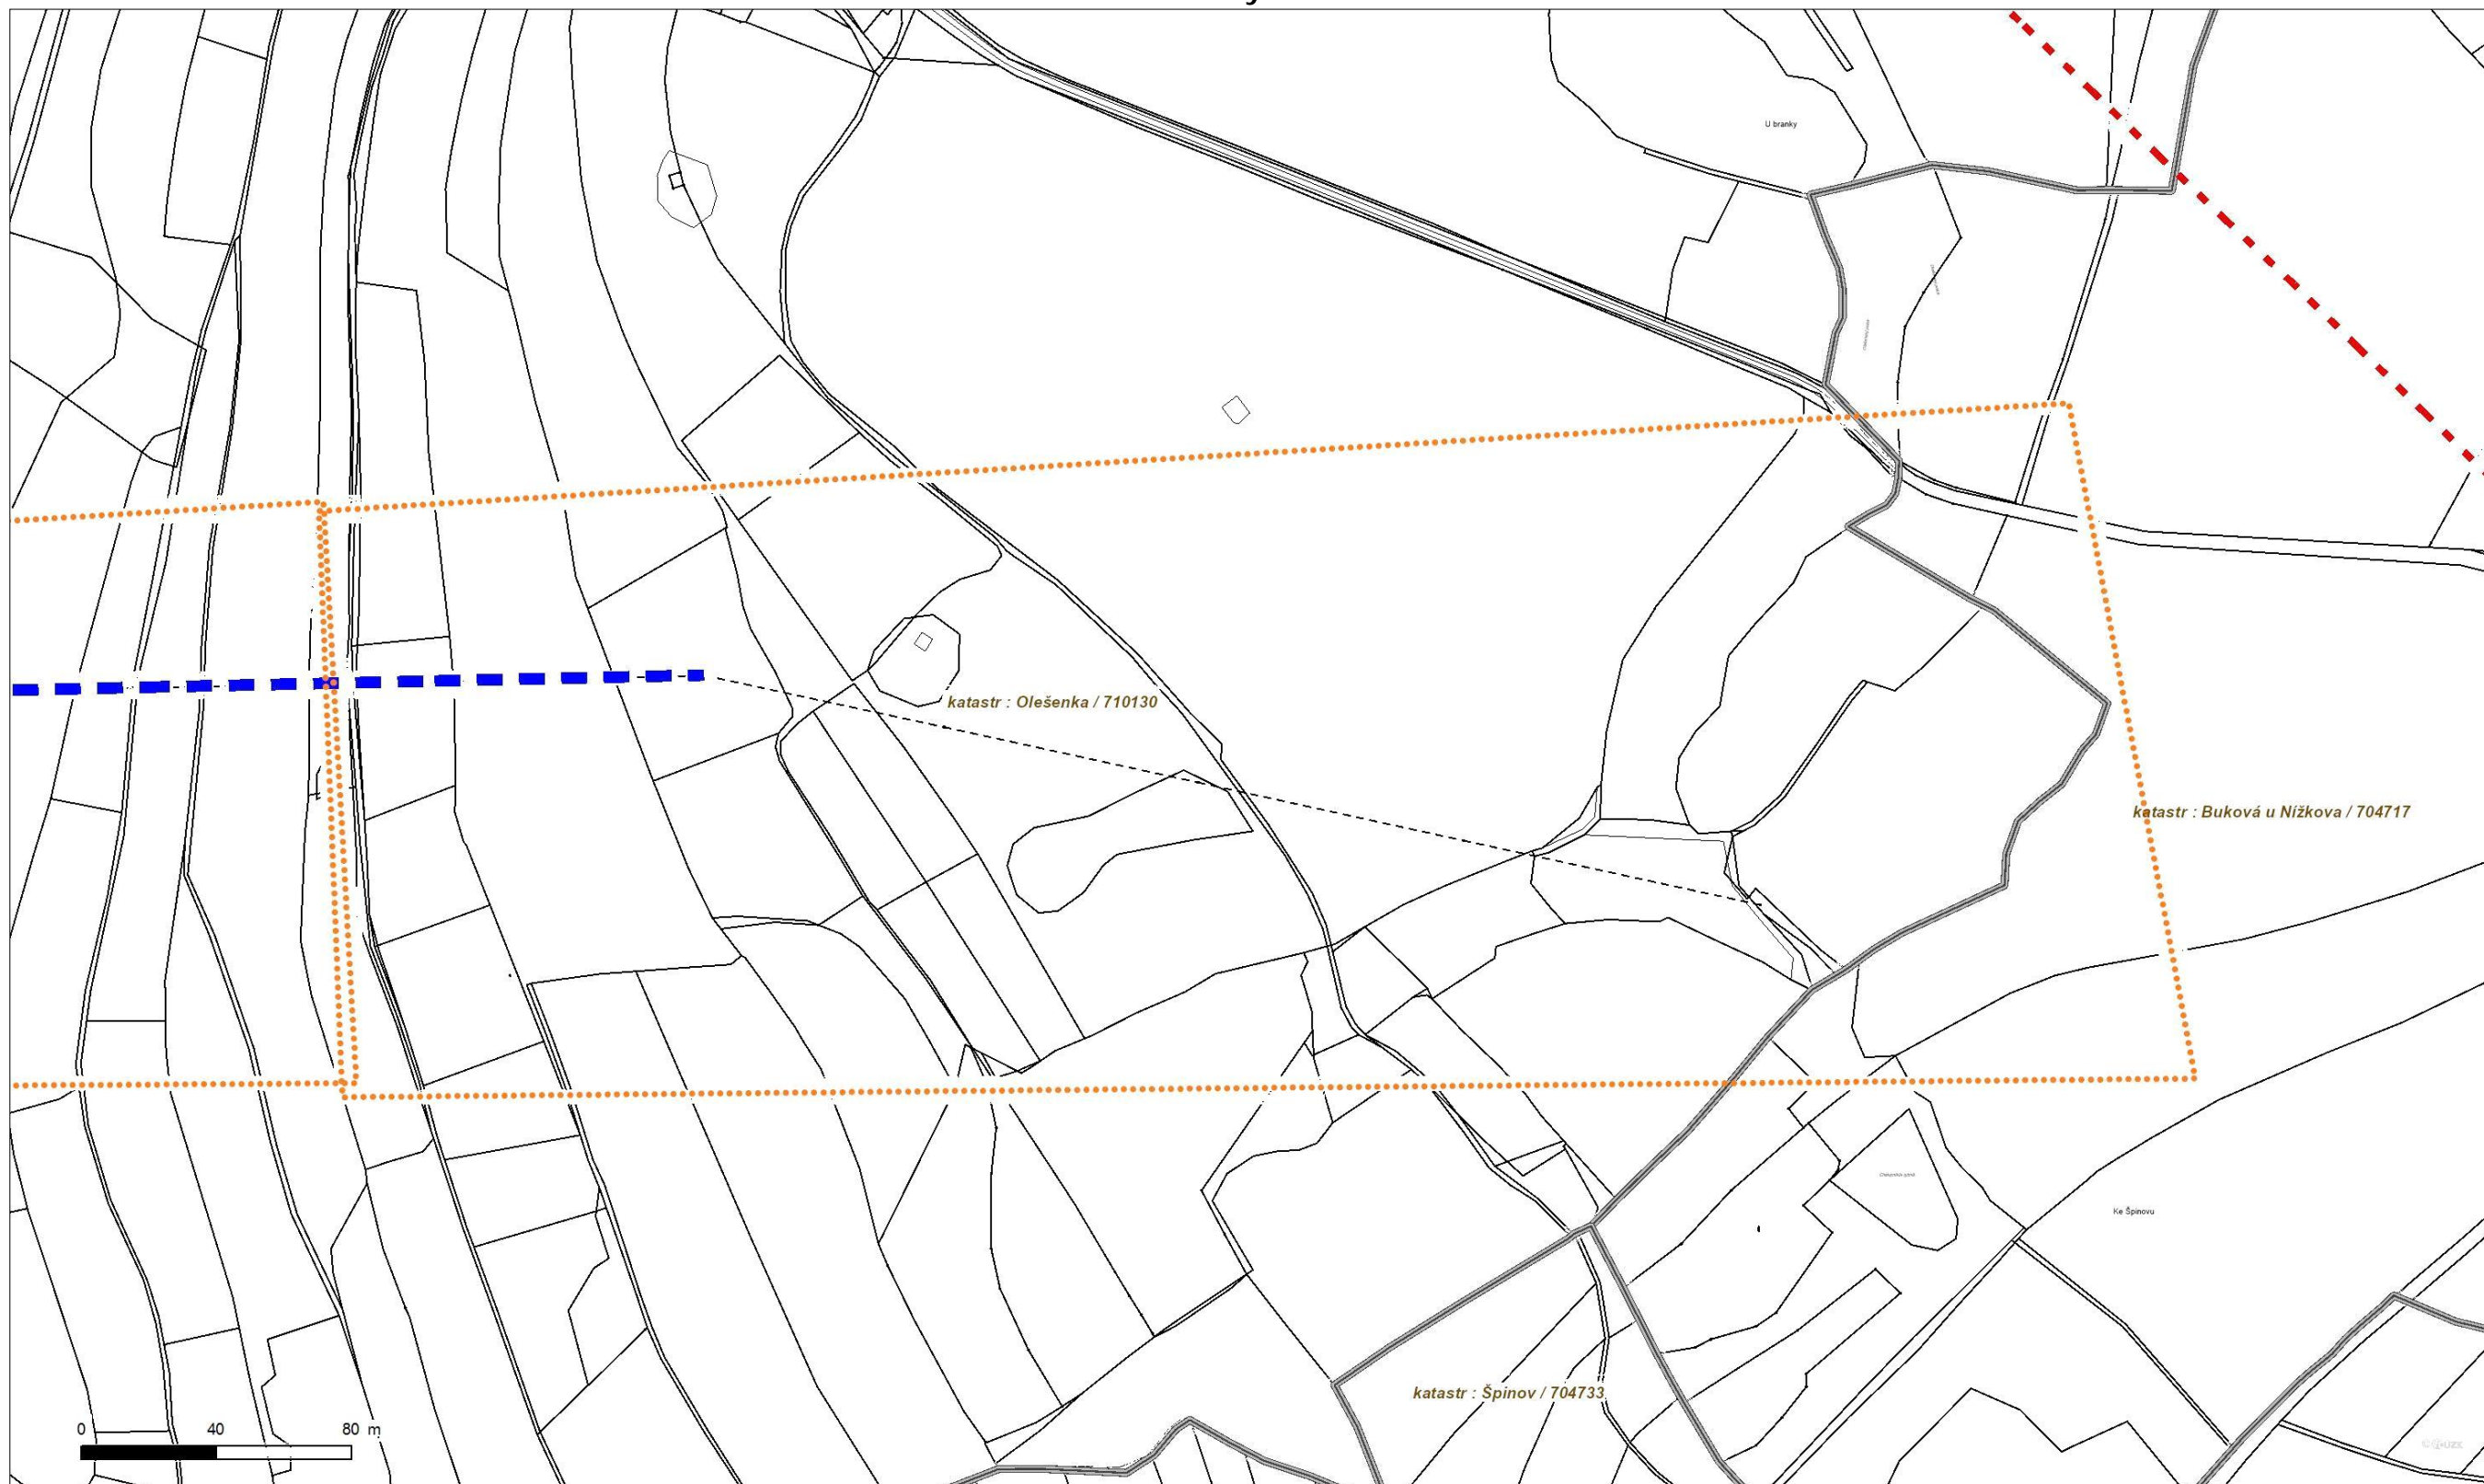 U branky
katastr : Olešenka / 710130
katastr : Buková u Nížkova / 704717
Ke Špinovu
katastr : Špinov / 704733
0 40 80 m